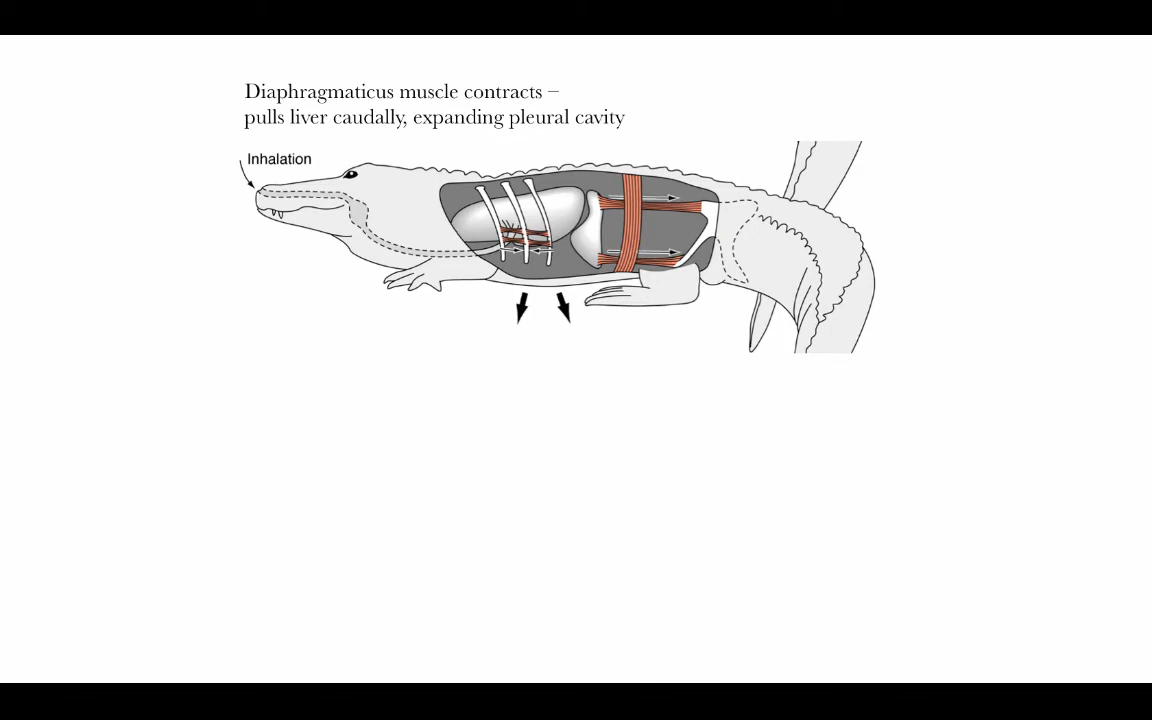 Diaphragmaticus muscle contracts –
pulls liver caudally, expanding pleural cavity
Inhalation